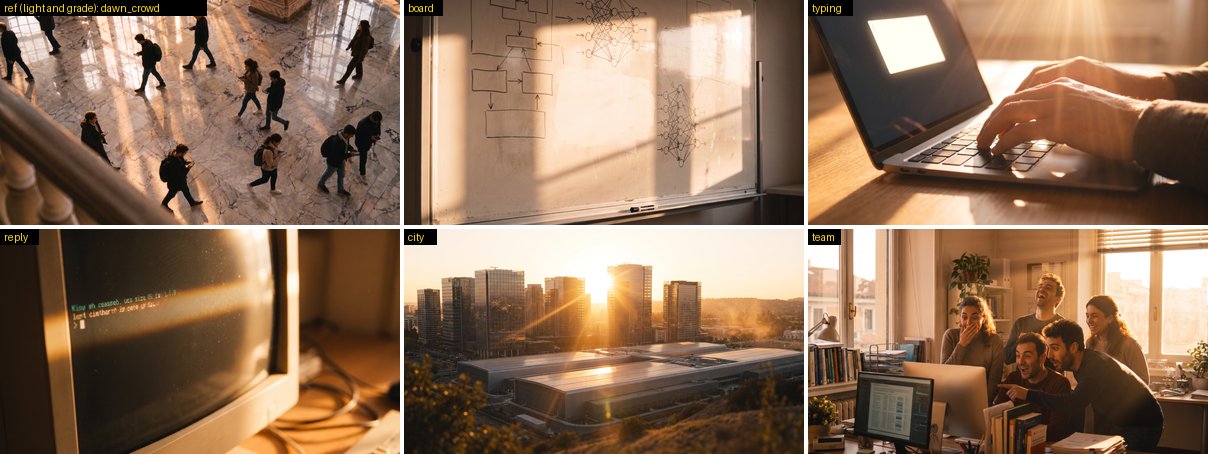 ref (light and grade): dawn_crowd
board
typing
reply
city
team